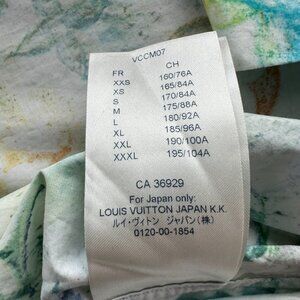 VCCM07
FR CH
XXS 160/76A
XS 165/84A
S 170/84A
M 175/88A
L 180/92A
XL 185/96A
XXL 190/100A
XXXL 195/104A
CA 36929
For Japan only:
LOUIS VUITTON JAPAN K.K.
ルイ・ヴィトン ジャパン(株)
0120-00-1854